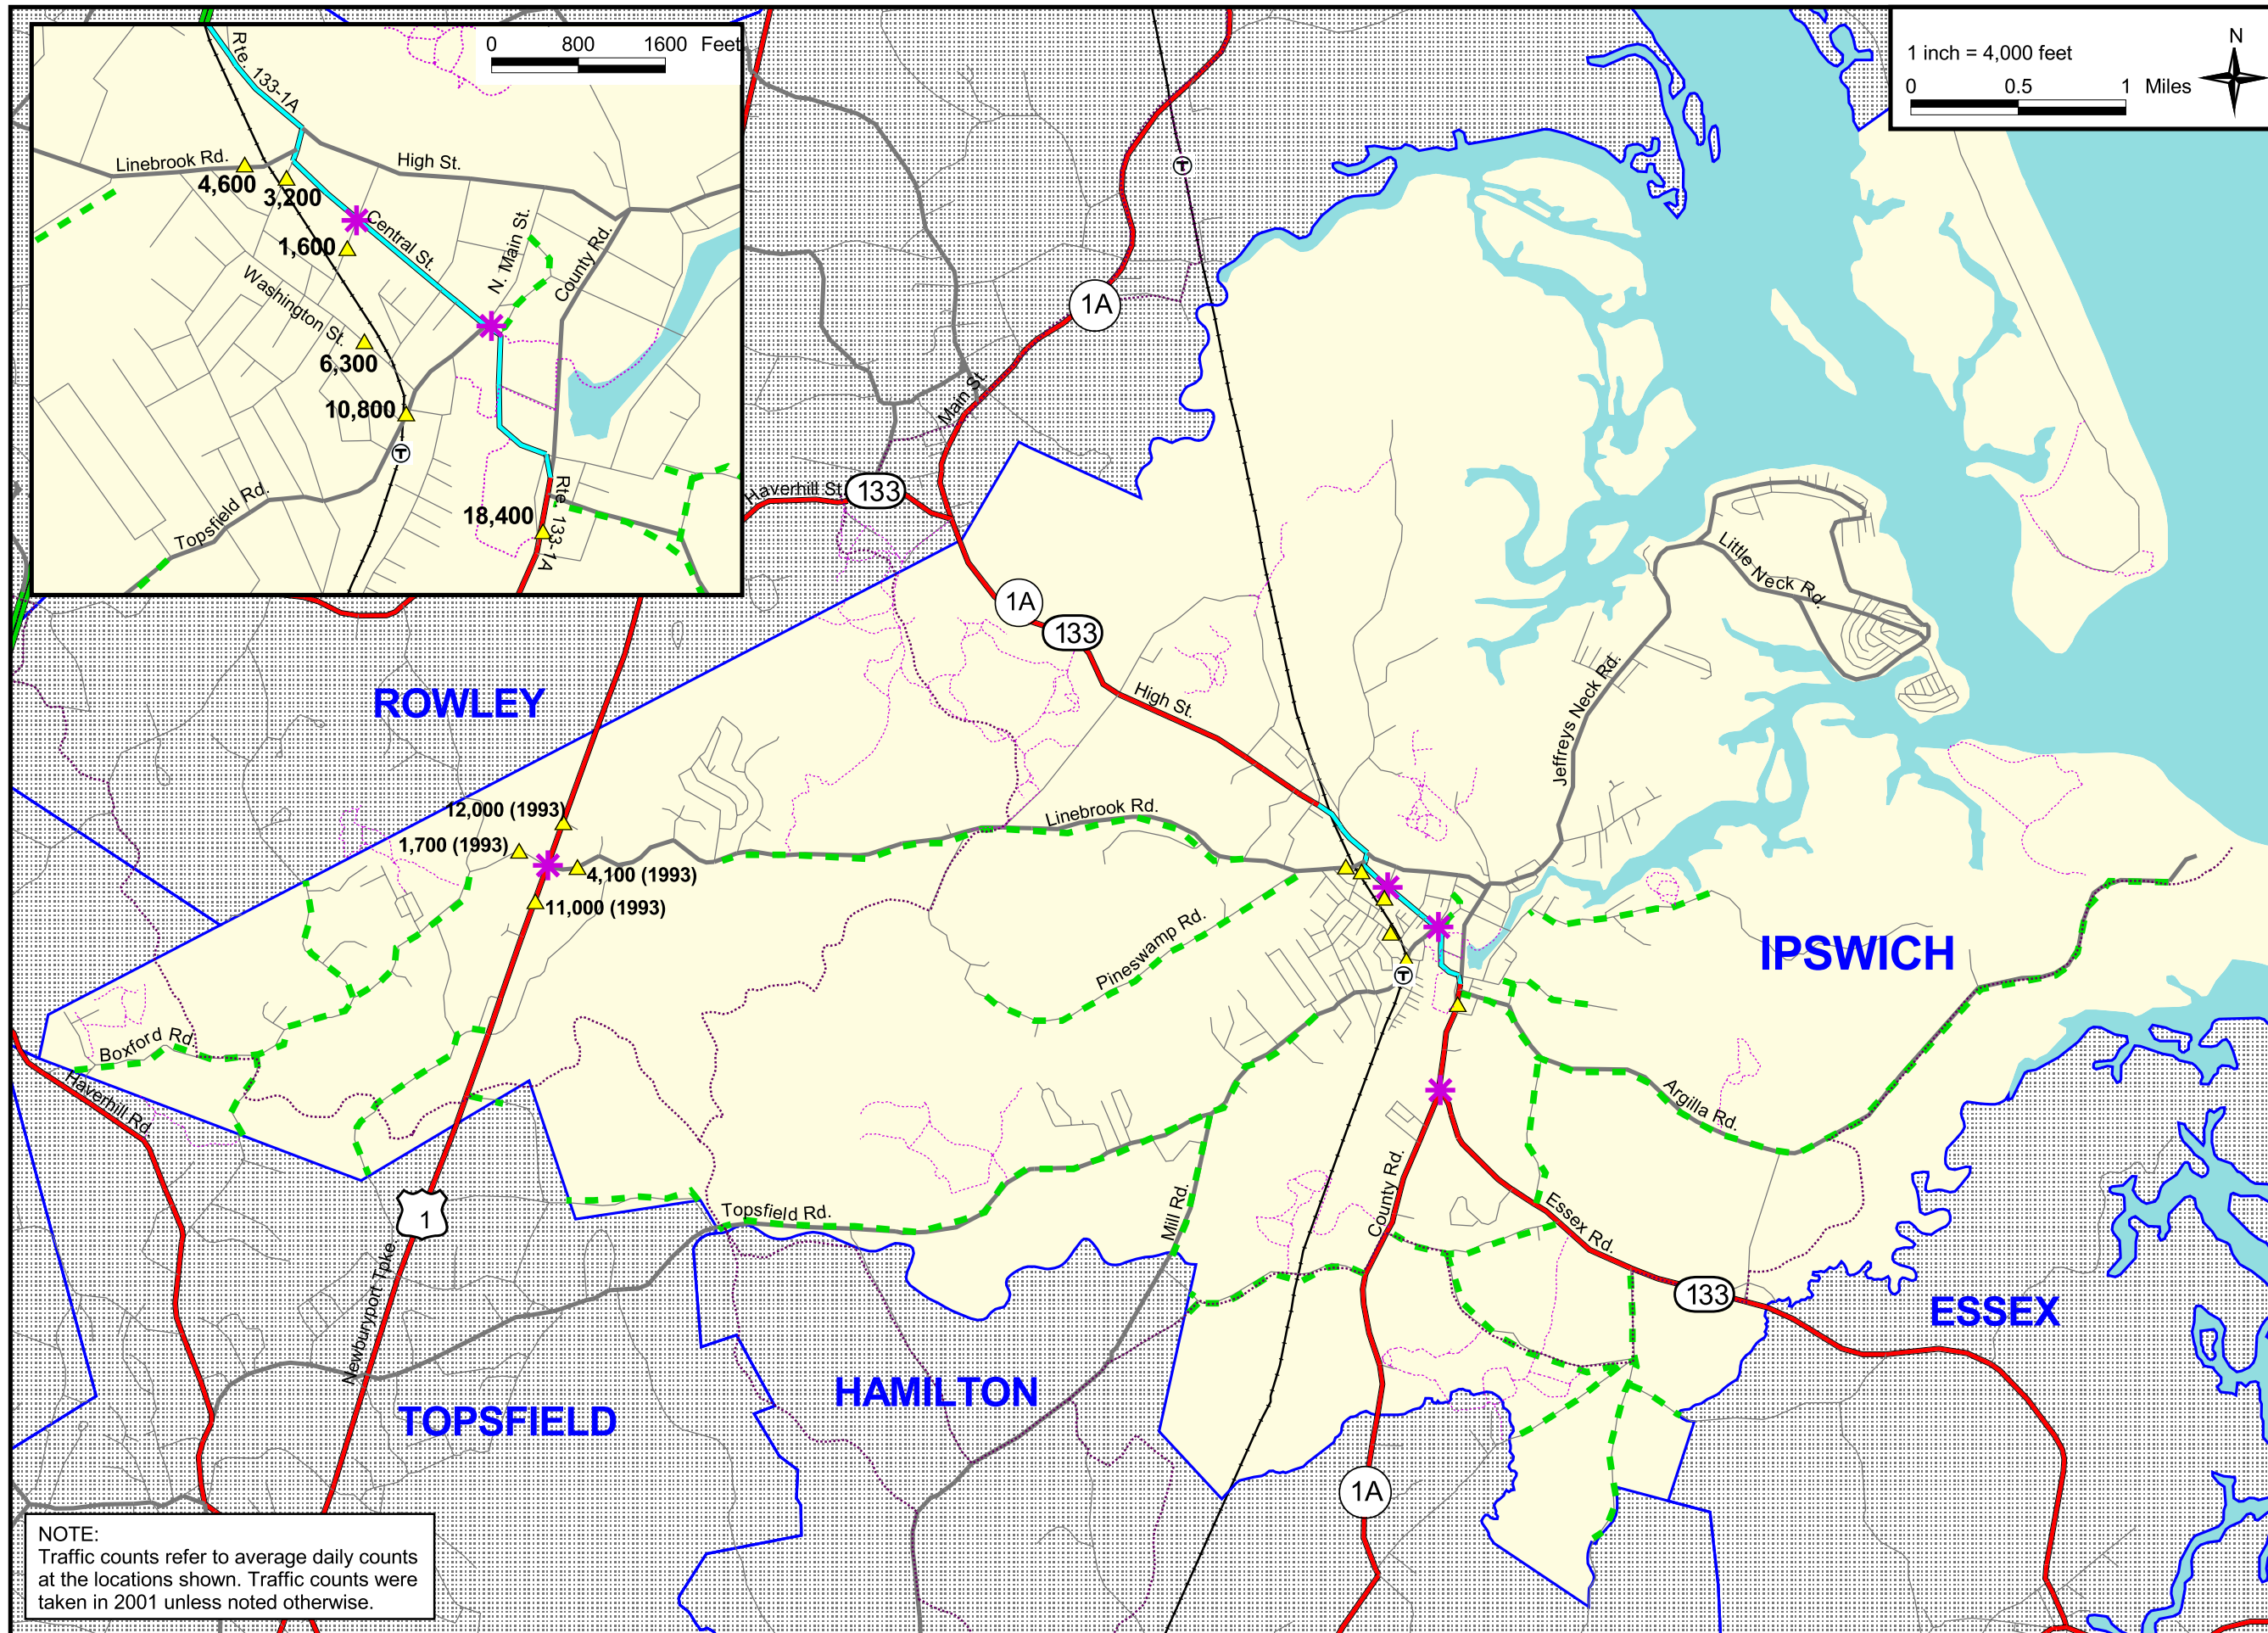 0 800 1600 Feet
Rte. 133-1A
Linebrook Rd.
High St.
4,600
3,200
Central St.
1,600
N. Main St.
County Rd.
Washington St.
6,300
10,800
T
Topsfield Rd.
18,400
Rte. 133-1A
1 inch = 4,000 feet
N
0 0.5 1 Miles
T
1A
Main St.
Haverhill St.
133
1A
133
Little Neck Rd.
ROWLEY
High St.
Jeffreys Neck Rd.
12,000 (1993)
Linebrook Rd.
1,700 (1993)
4,100 (1993)
11,000 (1993)
Pineswamp Rd.
IPSWICH
T
Boxford Rd.
Haverhill Rd.
Argilla Rd.
1
Topsfield Rd.
Mill Rd.
County Rd.
Essex Rd.
133
ESSEX
Newburyport Tpke.
HAMILTON
TOPSFIELD
1A
NOTE:
Traffic counts refer to average daily counts
at the locations shown. Traffic counts were
taken in 2001 unless noted otherwise.